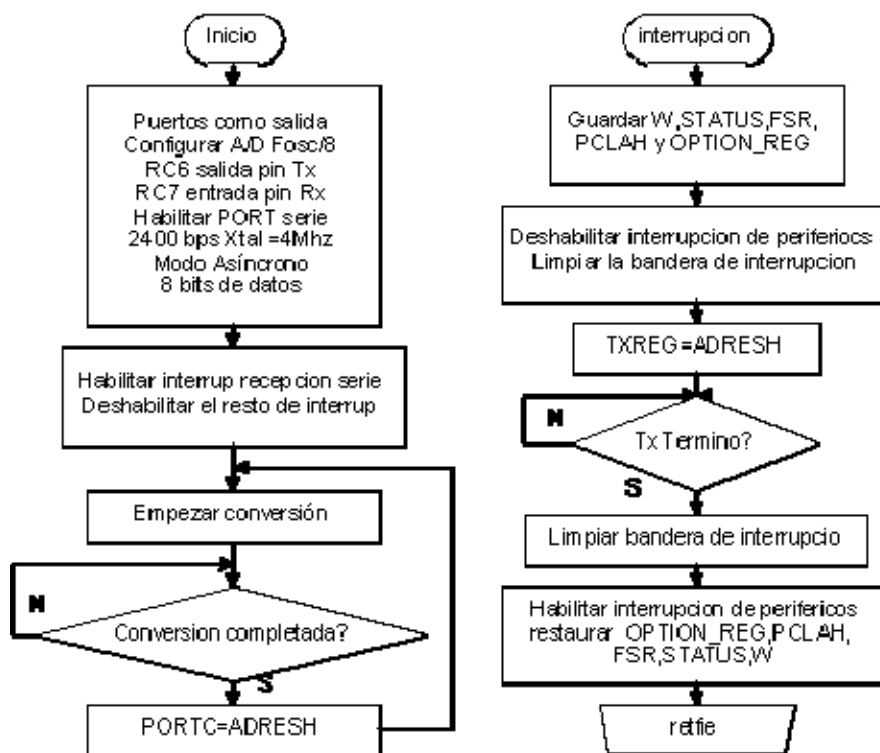 Inicio
Puertos como salida
Configurar A/D Fosc/8
RC6 salida pin Tx
RC7 entrada pin Rx
Habilitar PORT serie
2400 bps Xtal =4Mhz
Modo Asíncrono
8 bits de datos
Habilitar interrup recepcion serie
Deshabilitar el resto de interrup
Empezar conversión
N
Conversion completada?
S
PORTC=ADRESH
interrupcion
Guardar W,STATUS,FSR,
PCLAH y OPTION_REG
Deshabilitar interrupcion de periferiocs
Limpiar la bandera de interrupcion
TXREG=ADRESH
N
Tx Termino?
S
Limpiar bandera de interrupcio
Habilitar interrupcion de perifericos
restaurar OPTION_REG,PCLAH,
FSR,STATUS,W
retfie